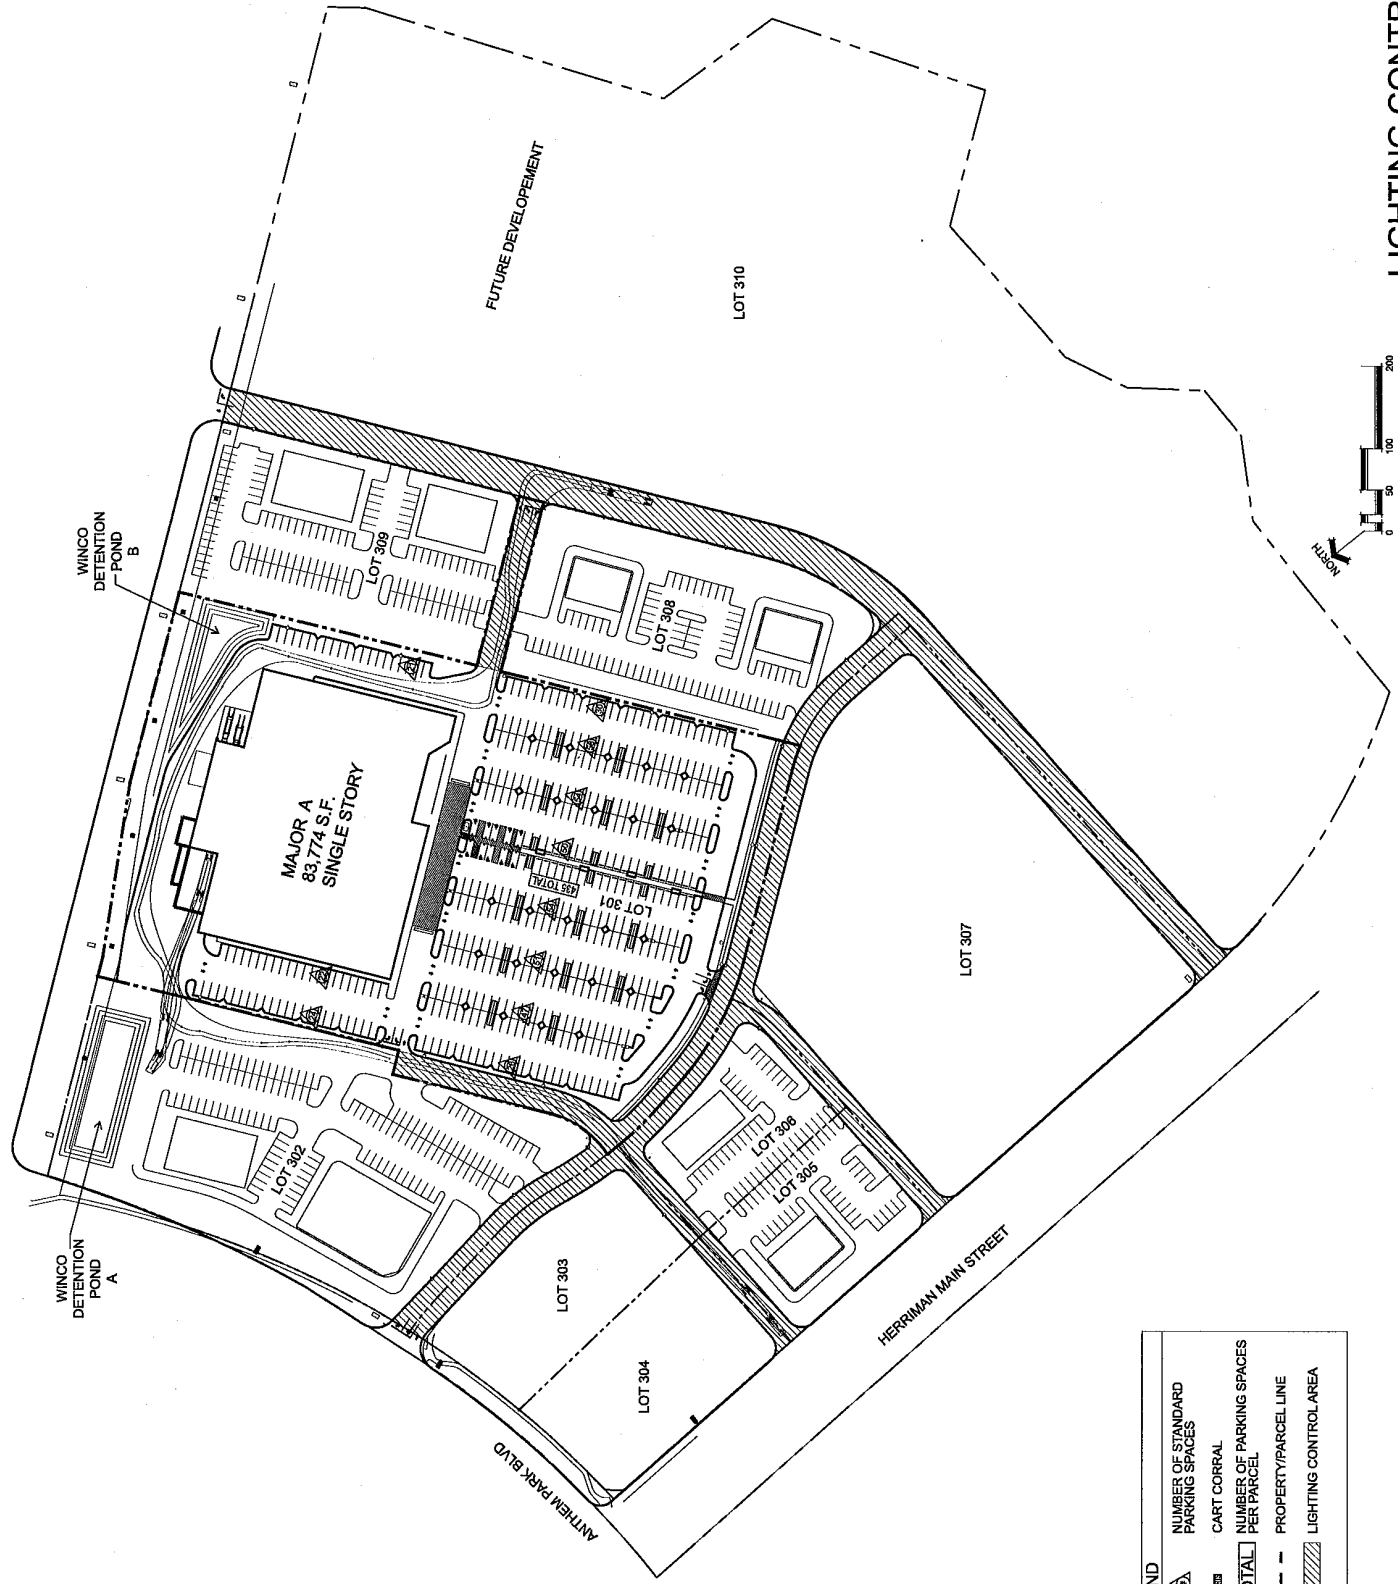 LIGHTING CONTR
FUTURE DEVELOPEMENT
LOT 310
WINCO
DETENTION
POND
B
LOT 309
LOT 308
MAJOR A
83,774 S.F.
SINGLE STORY
435 TOTAL
LOT 301
LOT 307
WINCO
DETENTION
POND
A
LOT 302
LOT 306
LOT 305
LOT 303
LOT 304
HERRIMAN MAIN STREET
ANTHEM PARK BLVD
NORTH
0 50 100 200
ND
NUMBER OF STANDARD
PARKING SPACES
CART CORRAL
TAL NUMBER OF PARKING SPACES
PER PARCEL
PROPERTY/PARCEL LINE
LIGHTING CONTROL AREA